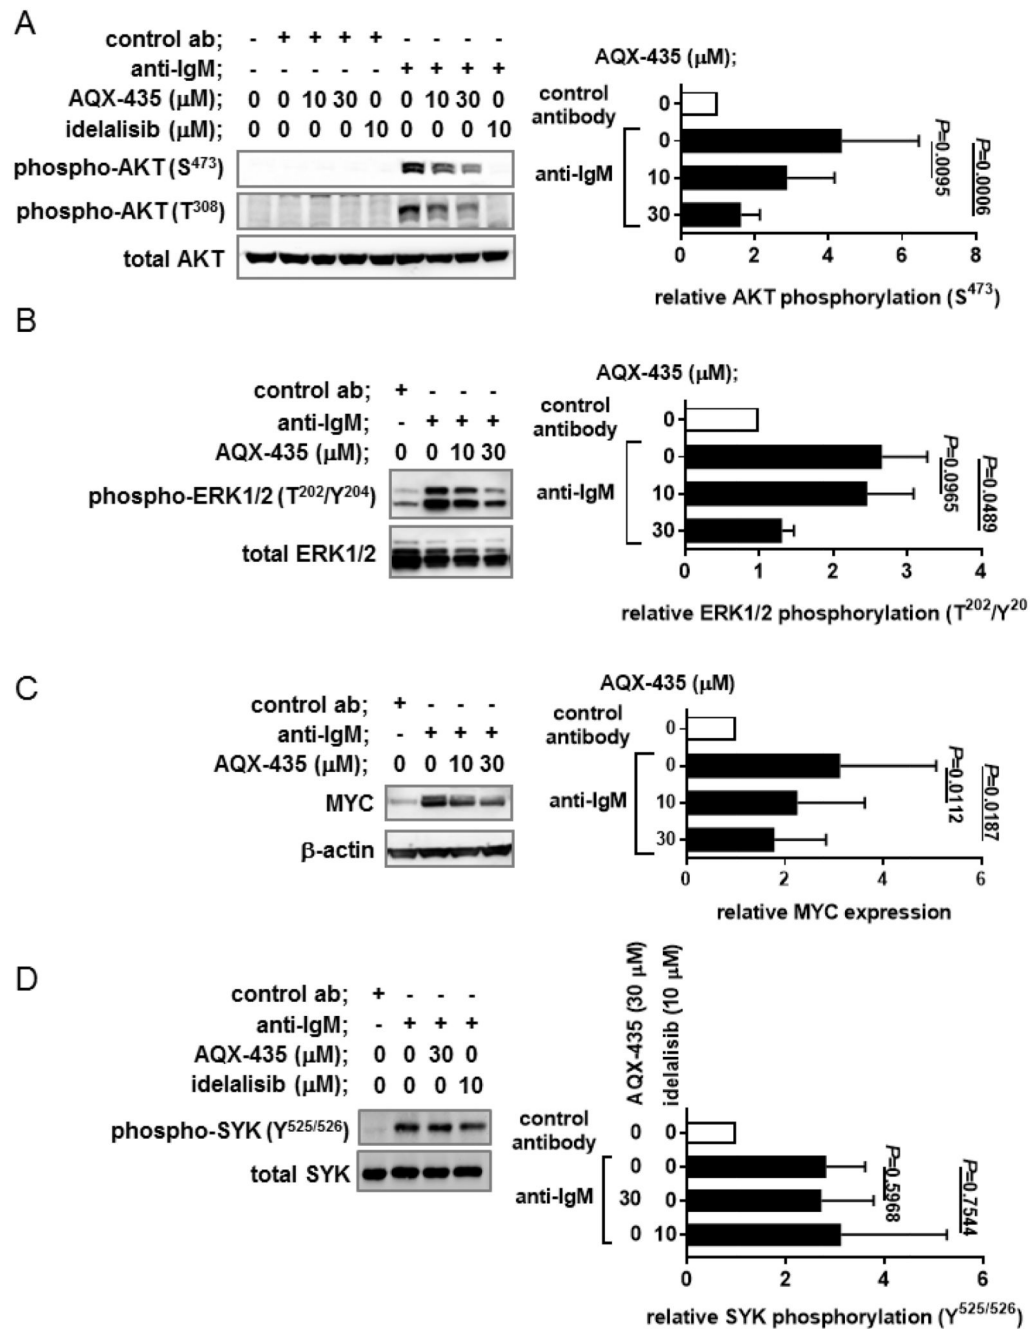 A
control ab; - + + + + - - - -
anti-IgM; - - - - - + + + +
AQX-435 (μM); 0 0 10 30 0 0 10 30 0
idelalisib (μM); 0 0 0 0 10 0 0 0 10
phospho-AKT (S473)
phospho-AKT (T308)
total AKT
AQX-435 (μM);
control antibody 0
anti-IgM
0
10
30
P=0.0095
P=0.0006
0 2 4 6 8
relative AKT phosphorylation (S473)
B
control ab; + - - -
anti-IgM; - + + +
AQX-435 (μM); 0 0 10 30
phospho-ERK1/2 (T202/Y204)
total ERK1/2
AQX-435 (μM);
control antibody 0
anti-IgM
0
10
30
P=0.0965
P=0.0489
0 1 2 3 4
relative ERK1/2 phosphorylation (T202/Y20
C
control ab; + - - -
anti-IgM; - + + +
AQX-435 (μM); 0 0 10 30
MYC
β-actin
AQX-435 (μM)
control antibody 0
anti-IgM
0
10
30
P=0.0112
P=0.0187
0 2 4 6
relative MYC expression
D
control ab; + - - -
anti-IgM; - + + +
AQX-435 (μM); 0 0 30 0
idelalisib (μM); 0 0 0 10
phospho-SYK (Y525/526)
total SYK
AQX-435 (30 μM)
idelalisib (10 μM)
control antibody 0 0
anti-IgM
0 0
30 0
0 10
P=0.5968
P=0.7544
0 2 4 6
relative SYK phosphorylation (Y525/526)